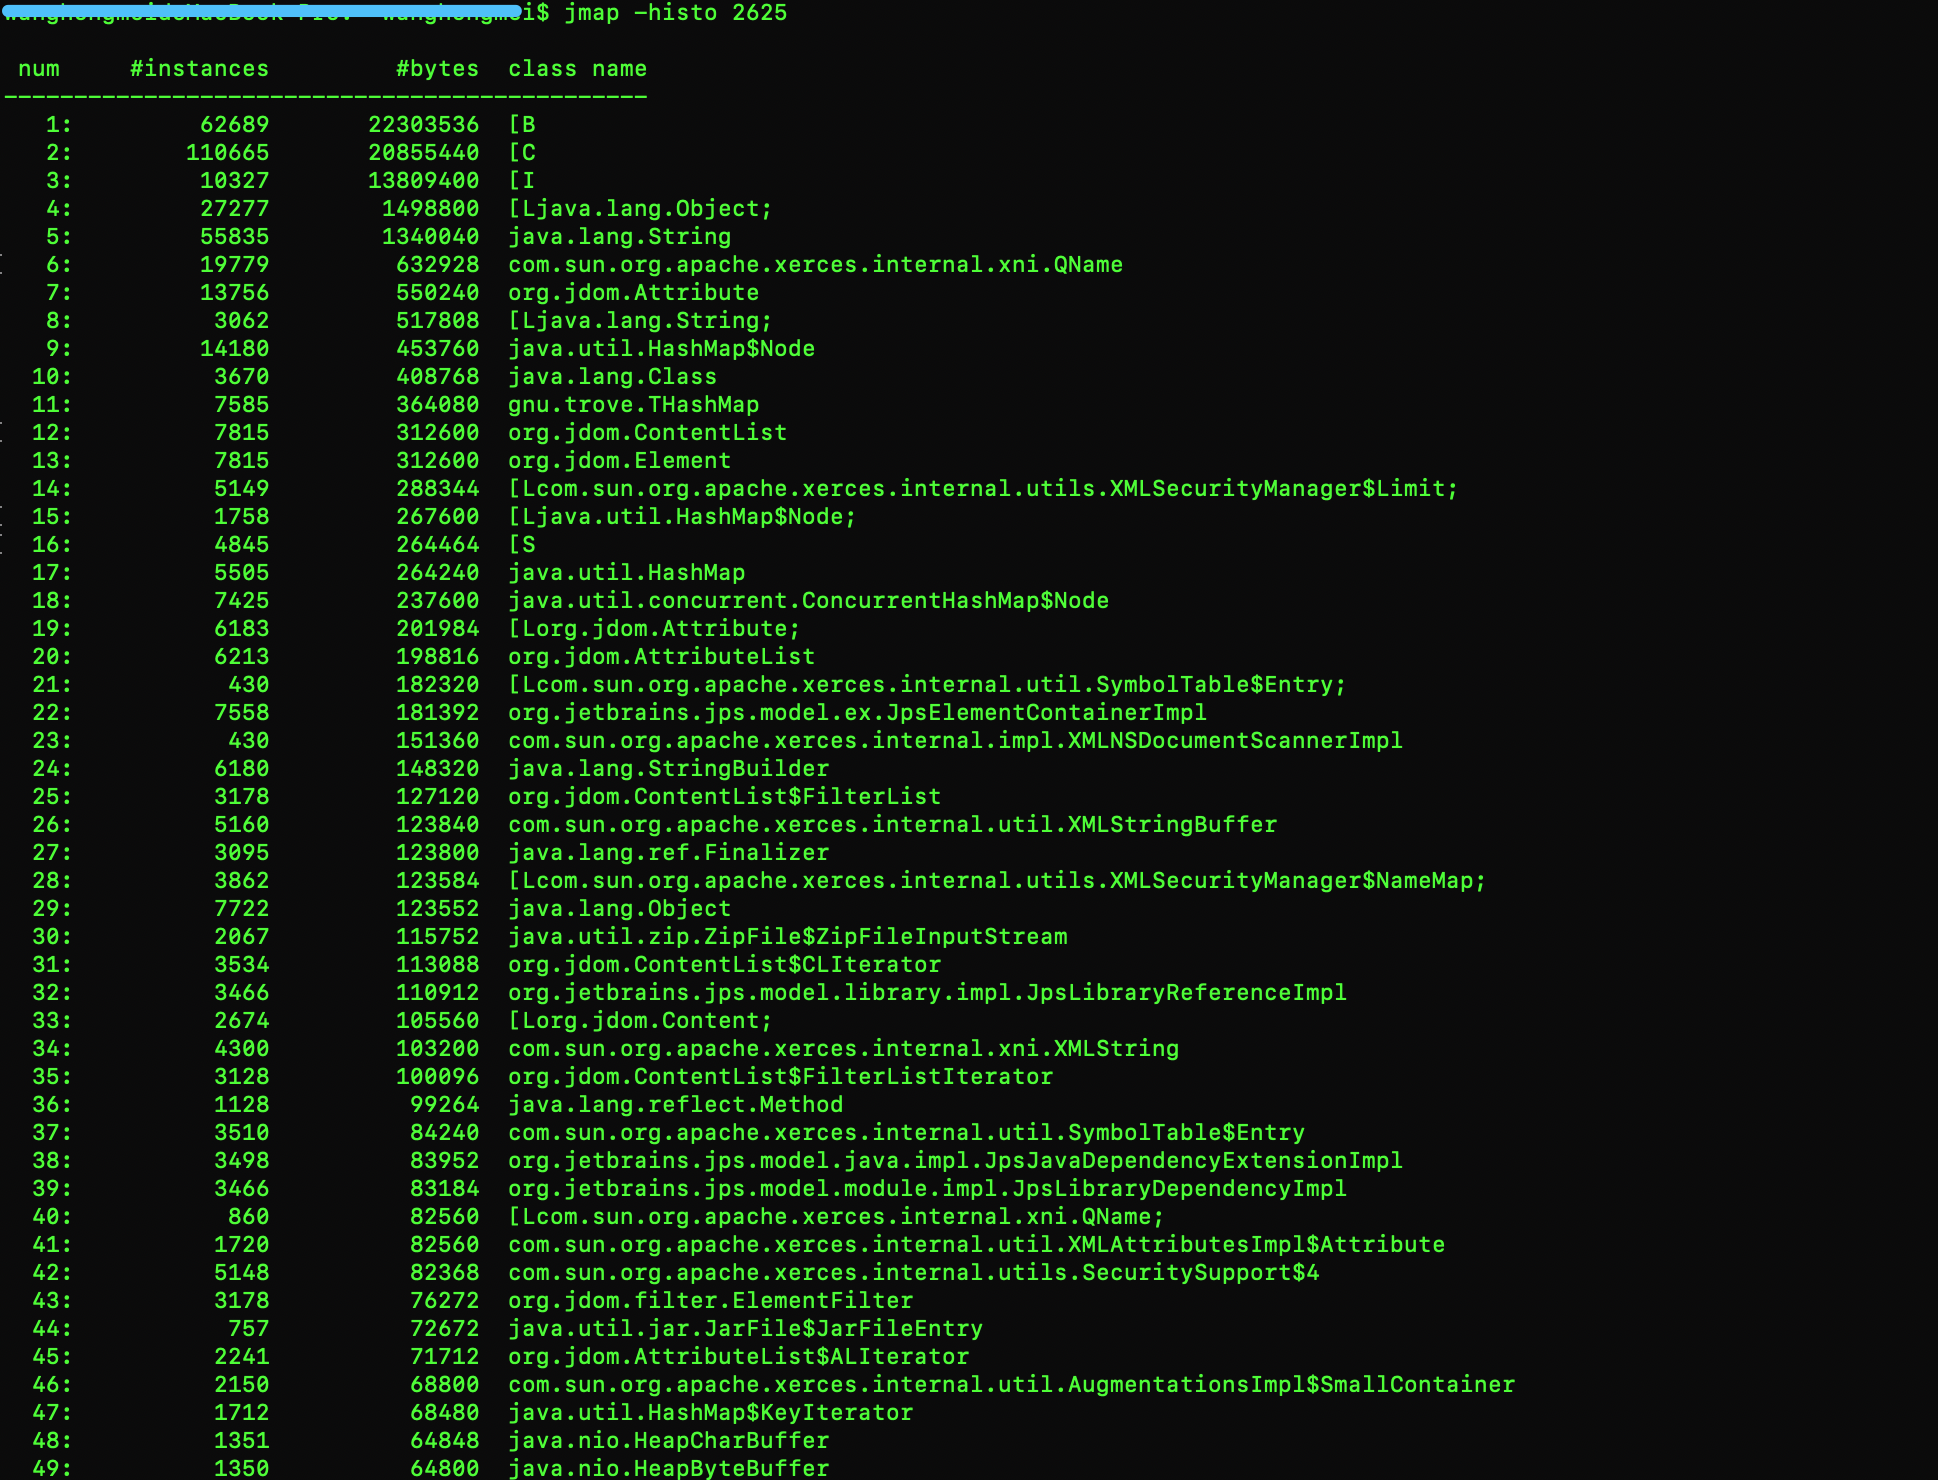 $ jmap -histo 2625
num #instances #bytes class name
----------------------------------------------
1: 62689 22303536 [B
2: 110665 20855440 [C
3: 10327 13809400 [I
4: 27277 1498800 [Ljava.lang.Object;
5: 55835 1340040 java.lang.String
6: 19779 632928 com.sun.org.apache.xerces.internal.xni.QName
7: 13756 550240 org.jdom.Attribute
8: 3062 517808 [Ljava.lang.String;
9: 14180 453760 java.util.HashMap$Node
10: 3670 408768 java.lang.Class
11: 7585 364080 gnu.trove.THashMap
12: 7815 312600 org.jdom.ContentList
13: 7815 312600 org.jdom.Element
14: 5149 288344 [Lcom.sun.org.apache.xerces.internal.utils.XMLSecurityManager$Limit;
15: 1758 267600 [Ljava.util.HashMap$Node;
16: 4845 264464 [S
17: 5505 264240 java.util.HashMap
18: 7425 237600 java.util.concurrent.ConcurrentHashMap$Node
19: 6183 201984 [Lorg.jdom.Attribute;
20: 6213 198816 org.jdom.AttributeList
21: 430 182320 [Lcom.sun.org.apache.xerces.internal.util.SymbolTable$Entry;
22: 7558 181392 org.jetbrains.jps.model.ex.JpsElementContainerImpl
23: 430 151360 com.sun.org.apache.xerces.internal.impl.XMLNSDocumentScannerImpl
24: 6180 148320 java.lang.StringBuilder
25: 3178 127120 org.jdom.ContentList$FilterList
26: 5160 123840 com.sun.org.apache.xerces.internal.util.XMLStringBuffer
27: 3095 123800 java.lang.ref.Finalizer
28: 3862 123584 [Lcom.sun.org.apache.xerces.internal.utils.XMLSecurityManager$NameMap;
29: 7722 123552 java.lang.Object
30: 2067 115752 java.util.zip.ZipFile$ZipFileInputStream
31: 3534 113088 org.jdom.ContentList$CLIterator
32: 3466 110912 org.jetbrains.jps.model.library.impl.JpsLibraryReferenceImpl
33: 2674 105560 [Lorg.jdom.Content;
34: 4300 103200 com.sun.org.apache.xerces.internal.xni.XMLString
35: 3128 100096 org.jdom.ContentList$FilterListIterator
36: 1128 99264 java.lang.reflect.Method
37: 3510 84240 com.sun.org.apache.xerces.internal.util.SymbolTable$Entry
38: 3498 83952 org.jetbrains.jps.model.java.impl.JpsJavaDependencyExtensionImpl
39: 3466 83184 org.jetbrains.jps.model.module.impl.JpsLibraryDependencyImpl
40: 860 82560 [Lcom.sun.org.apache.xerces.internal.xni.QName;
41: 1720 82560 com.sun.org.apache.xerces.internal.util.XMLAttributesImpl$Attribute
42: 5148 82368 com.sun.org.apache.xerces.internal.utils.SecuritySupport$4
43: 3178 76272 org.jdom.filter.ElementFilter
44: 757 72672 java.util.jar.JarFile$JarFileEntry
45: 2241 71712 org.jdom.AttributeList$ALIterator
46: 2150 68800 com.sun.org.apache.xerces.internal.util.AugmentationsImpl$SmallContainer
47: 1712 68480 java.util.HashMap$KeyIterator
48: 1351 64848 java.nio.HeapCharBuffer
49: 1350 64800 java.nio.HeapByteBuffer